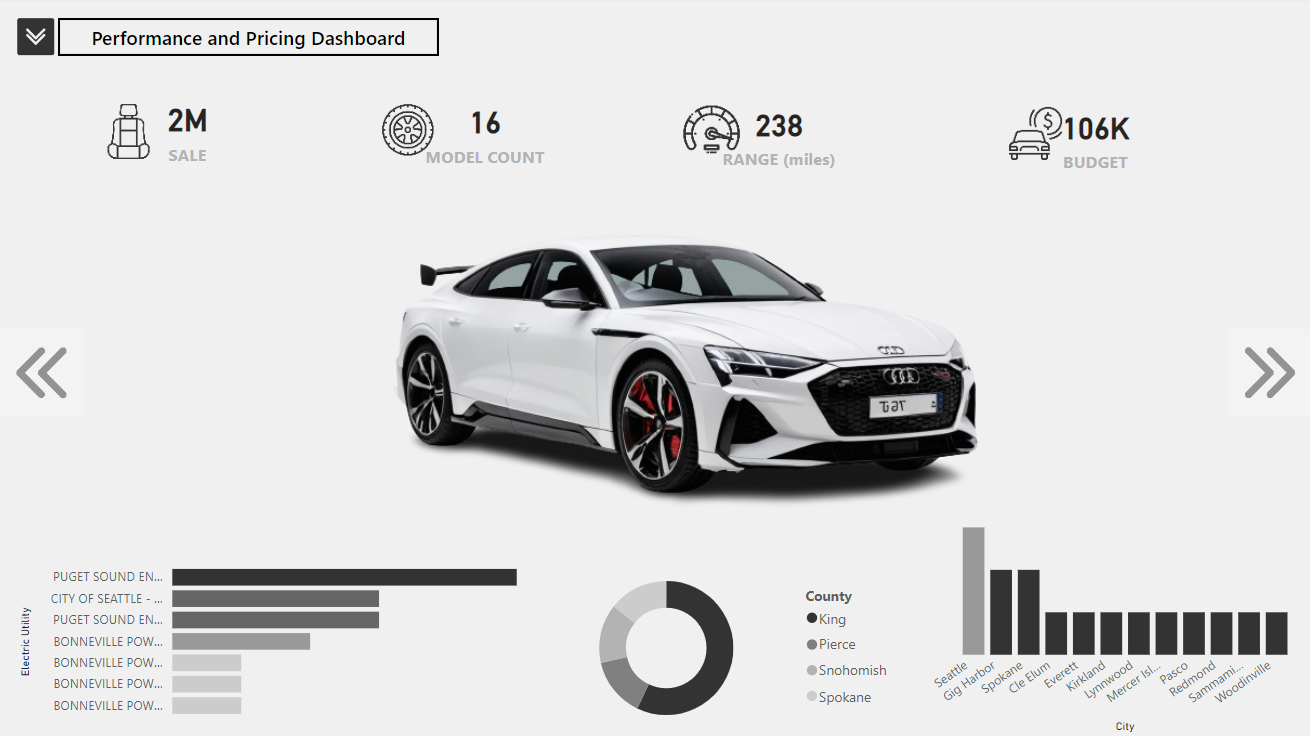 Performance and Pricing Dashboard
2M
SALE
16
MODEL COUNT
238
RANGE (miles)
106K
BUDGET
Electric Utility
PUGET SOUND EN...
CITY OF SEATTLE - ...
PUGET SOUND EN...
BONNEVILLE POW...
BONNEVILLE POW...
BONNEVILLE POW...
BONNEVILLE POW...
County
King
Pierce
Snohomish
Spokane
Seattle
Gig Harbor
Spokane
Cle Elum
Everett
Kirkland
Lynnwood
Mercer Isl...
Pasco
Redmond
Sammami...
Woodinville
City